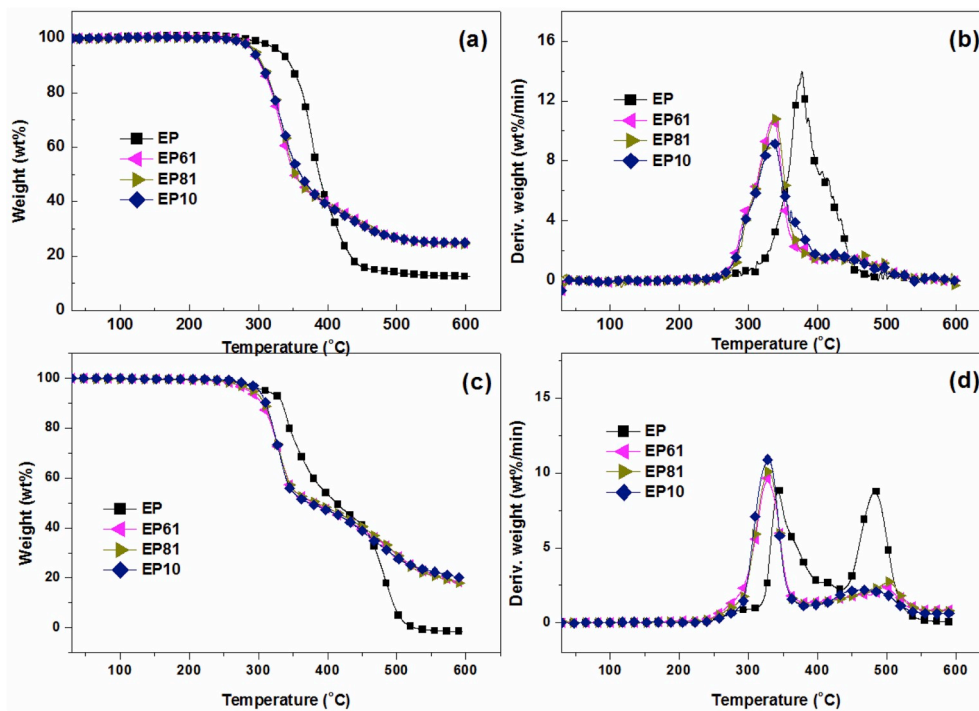 (a)
100
80
60
40
20
0
Weight (wt%)
EP
EP61
EP81
EP10
100 200 300 400 500 600
Temperature (°C)
(b)
16
12
8
4
0
Deriv. weight (wt%/min)
EP
EP61
EP81
EP10
100 200 300 400 500 600
Temperature (°C)
(c)
100
80
60
40
20
0
Weight (wt%)
EP
EP61
EP81
EP10
100 200 300 400 500 600
Temperature (°C)
(d)
15
10
5
0
Deriv. weight (wt%/min)
EP
EP61
EP81
EP10
100 200 300 400 500 600
Temperature (°C)